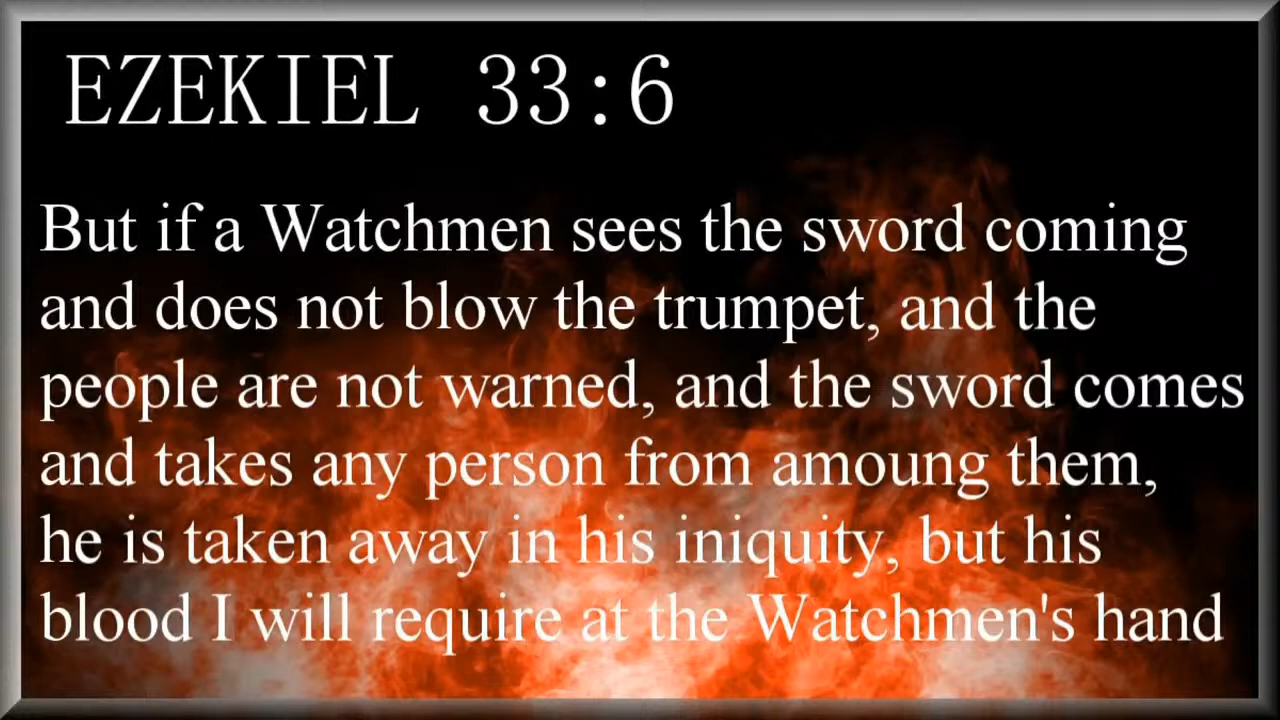 EZEKIEL 33:6
But if a Watchmen sees the sword coming
and does not blow the trumpet, and the
people are not warned, and the sword comes
and takes any person from amoung them,
he is taken away in his iniquity, but his
blood I will require at the Watchmen's hand